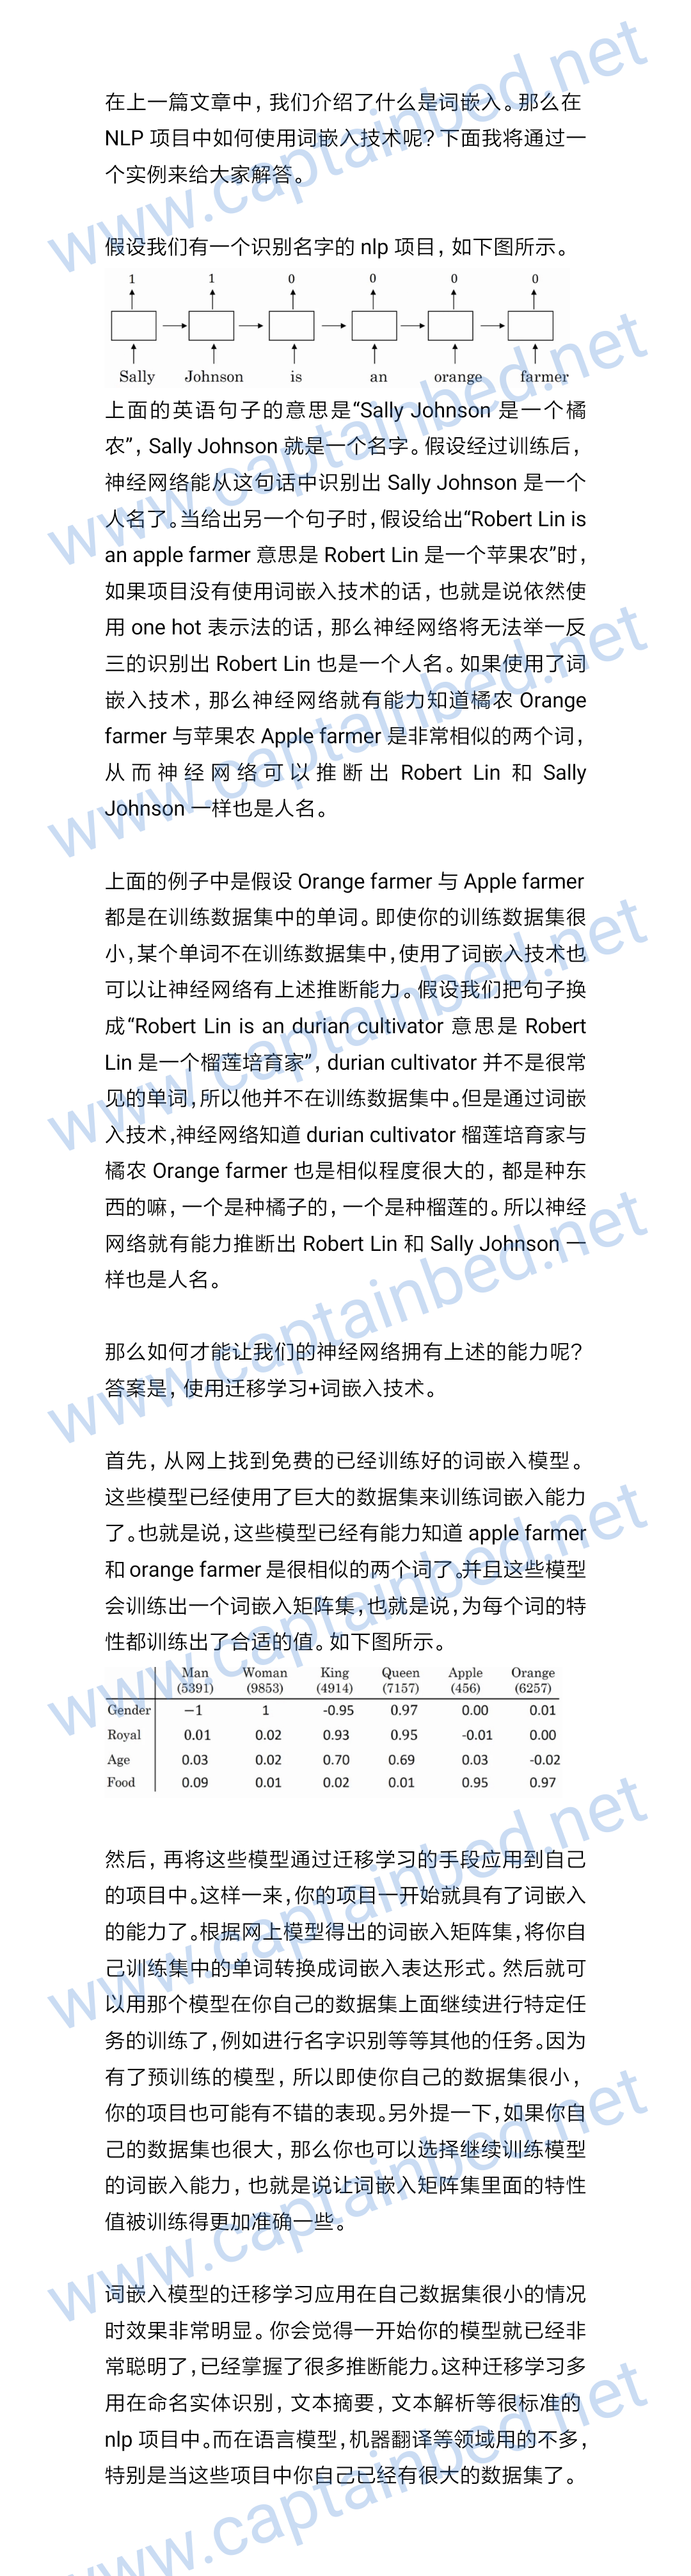 在上一篇文章中，我们介绍了什么是词嵌入。那么在
NLP 项目中如何使用词嵌入技术呢？下面我将通过一
个实例来给大家解答。
假设我们有一个识别名字的 nlp 项目，如下图所示。
1 1 0 0 0 0
Sally Johnson is an orange farmer
上面的英语句子的意思是“Sally Johnson 是一个橘
农”，Sally Johnson 就是一个名字。假设经过训练后，
神经网络能从这句话中识别出 Sally Johnson 是一个
人名了。当给出另一个句子时，假设给出“Robert Lin is
an apple farmer 意思是 Robert Lin 是一个苹果农”时，
如果项目没有使用词嵌入技术的话，也就是说依然使
用 one hot 表示法的话，那么神经网络将无法举一反
三的识别出 Robert Lin 也是一个人名。如果使用了词
嵌入技术，那么神经网络就有能力知道橘农 Orange
farmer 与苹果农 Apple farmer 是非常相似的两个词，
从而神经网络可以推断出 Robert Lin 和 Sally
Johnson 一样也是人名。
上面的例子中是假设 Orange farmer 与 Apple farmer
都是在训练数据集中的单词。即使你的训练数据集很
小，某个单词不在训练数据集中，使用了词嵌入技术也
可以让神经网络有上述推断能力。假设我们把句子换
成“Robert Lin is an durian cultivator 意思是 Robert
Lin 是一个榴莲培育家”，durian cultivator 并不是很常
见的单词，所以他并不在训练数据集中。但是通过词嵌
入技术，神经网络知道 durian cultivator 榴莲培育家与
橘农 Orange farmer 也是相似程度很大的，都是种东
西的嘛，一个是种橘子的，一个是种榴莲的。所以神经
网络就有能力推断出 Robert Lin 和 Sally Johnson 一
样也是人名。
那么如何才能让我们的神经网络拥有上述的能力呢？
答案是，使用迁移学习+词嵌入技术。
首先，从网上找到免费的已经训练好的词嵌入模型。
这些模型已经使用了巨大的数据集来训练词嵌入能力
了。也就是说，这些模型已经有能力知道 apple farmer
和 orange farmer 是很相似的两个词了。并且这些模型
会训练出一个词嵌入矩阵集，也就是说，为每个词的特
性都训练出了合适的值。如下图所示。
Man Woman King Queen Apple Orange
(5391) (9853) (4914) (7157) (456) (6257)
Gender −1 1 -0.95 0.97 0.00 0.01
Royal 0.01 0.02 0.93 0.95 -0.01 0.00
Age 0.03 0.02 0.70 0.69 0.03 -0.02
Food 0.09 0.01 0.02 0.01 0.95 0.97
然后，再将这些模型通过迁移学习的手段应用到自己
的项目中。这样一来，你的项目一开始就具有了词嵌入
的能力了。根据网上模型得出的词嵌入矩阵集，将你自
己训练集中的单词转换成词嵌入表达形式。然后就可
以用那个模型在你自己的数据集上面继续进行特定任
务的训练了，例如进行名字识别等等其他的任务。因为
有了预训练的模型，所以即使你自己的数据集很小，
你的项目也可能有不错的表现。另外提一下，如果你自
己的数据集也很大，那么你也可以选择继续训练模型
的词嵌入能力，也就是说让词嵌入矩阵集里面的特性
值被训练得更加准确一些。
词嵌入模型的迁移学习应用在自己数据集很小的情况
时效果非常明显。你会觉得一开始你的模型就已经非
常聪明了，已经掌握了很多推断能力。这种迁移学习多
用在命名实体识别，文本摘要，文本解析等很标准的
nlp 项目中。而在语言模型，机器翻译等领域用的不多，
特别是当这些项目中你自己已经有很大的数据集了。
www.captainbed.net
www.captainbed.net
www.captainbed.net
www.captainbed.net
www.captainbed.net
www.captainbed.net
www.captainbed.net
www.captainbed.net
www.captainbed.net